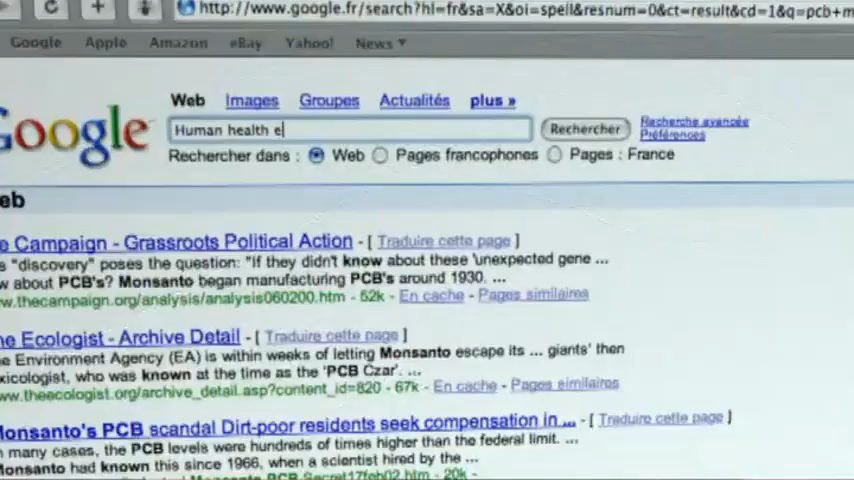 http://www.google.fr/search?hl=fr&sa=X&oi=spell&resnum=0&ct=result&cd=1&q=pcb+m
Google Apple Amazon eBay Yahoo! News
Google
Web Images Groupes Actualités plus »
Human health e
Rechercher
Recherche avancée
Préférences
Rechercher dans : Web Pages francophones Pages : France
eb
e Campaign - Grassroots Political Action - [ Traduire cette page ]
s "discovery" poses the question: "If they didn't know about these 'unexpected gene ...
w about PCB's? Monsanto began manufacturing PCB's around 1930. ...
w.thecampaign.org/analysis/analysis060200.htm - 52k - En cache - Pages similaires
he Ecologist - Archive Detail - [ Traduire cette page ]
e Environment Agency (EA) is within weeks of letting Monsanto escape its ... giants' then
xicologist, who was known at the time as the 'PCB Czar'. ...
w.theecologist.org/archive_detail.asp?content_id=820 - 67k - En cache - Pages similaires
Monsanto's PCB scandal Dirt-poor residents seek compensation in ... - [ Traduire cette page ]
many cases, the PCB levels were hundreds of times higher than the federal limit. ...
Monsanto had known this since 1966, when a scientist hired by the ...
Monsanto_PCB_Secret17feb02.htm - 20k -